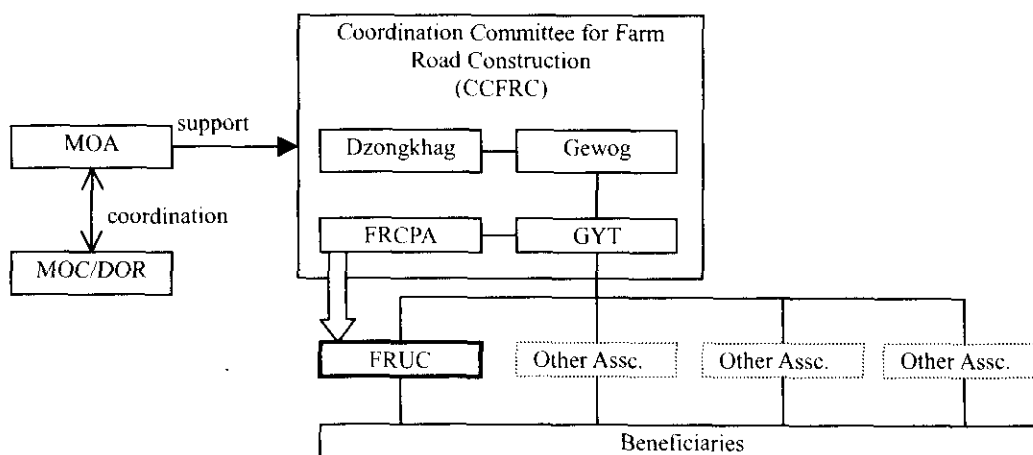 Coordination Committee for Farm
Road Construction
(CCFRC)
support
MOA
Dzongkhag
Gewog
coordination
FRCPA
GYT
MOC/DOR
FRUC
Other Assc.
Other Assc.
Other Assc.
Beneficiaries